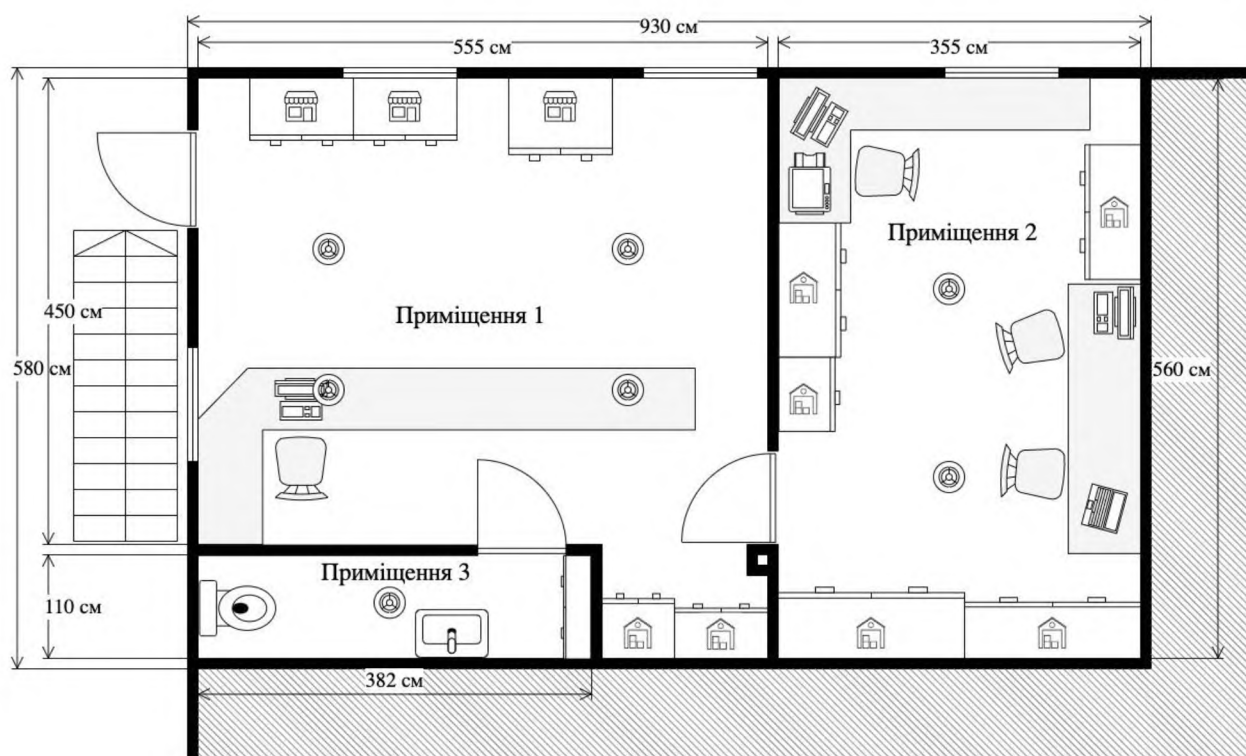 930 см
555 см
355 см
Приміщення 2
450 см
Приміщення 1
580 см
560 см
Приміщення 3
110 см
382 см